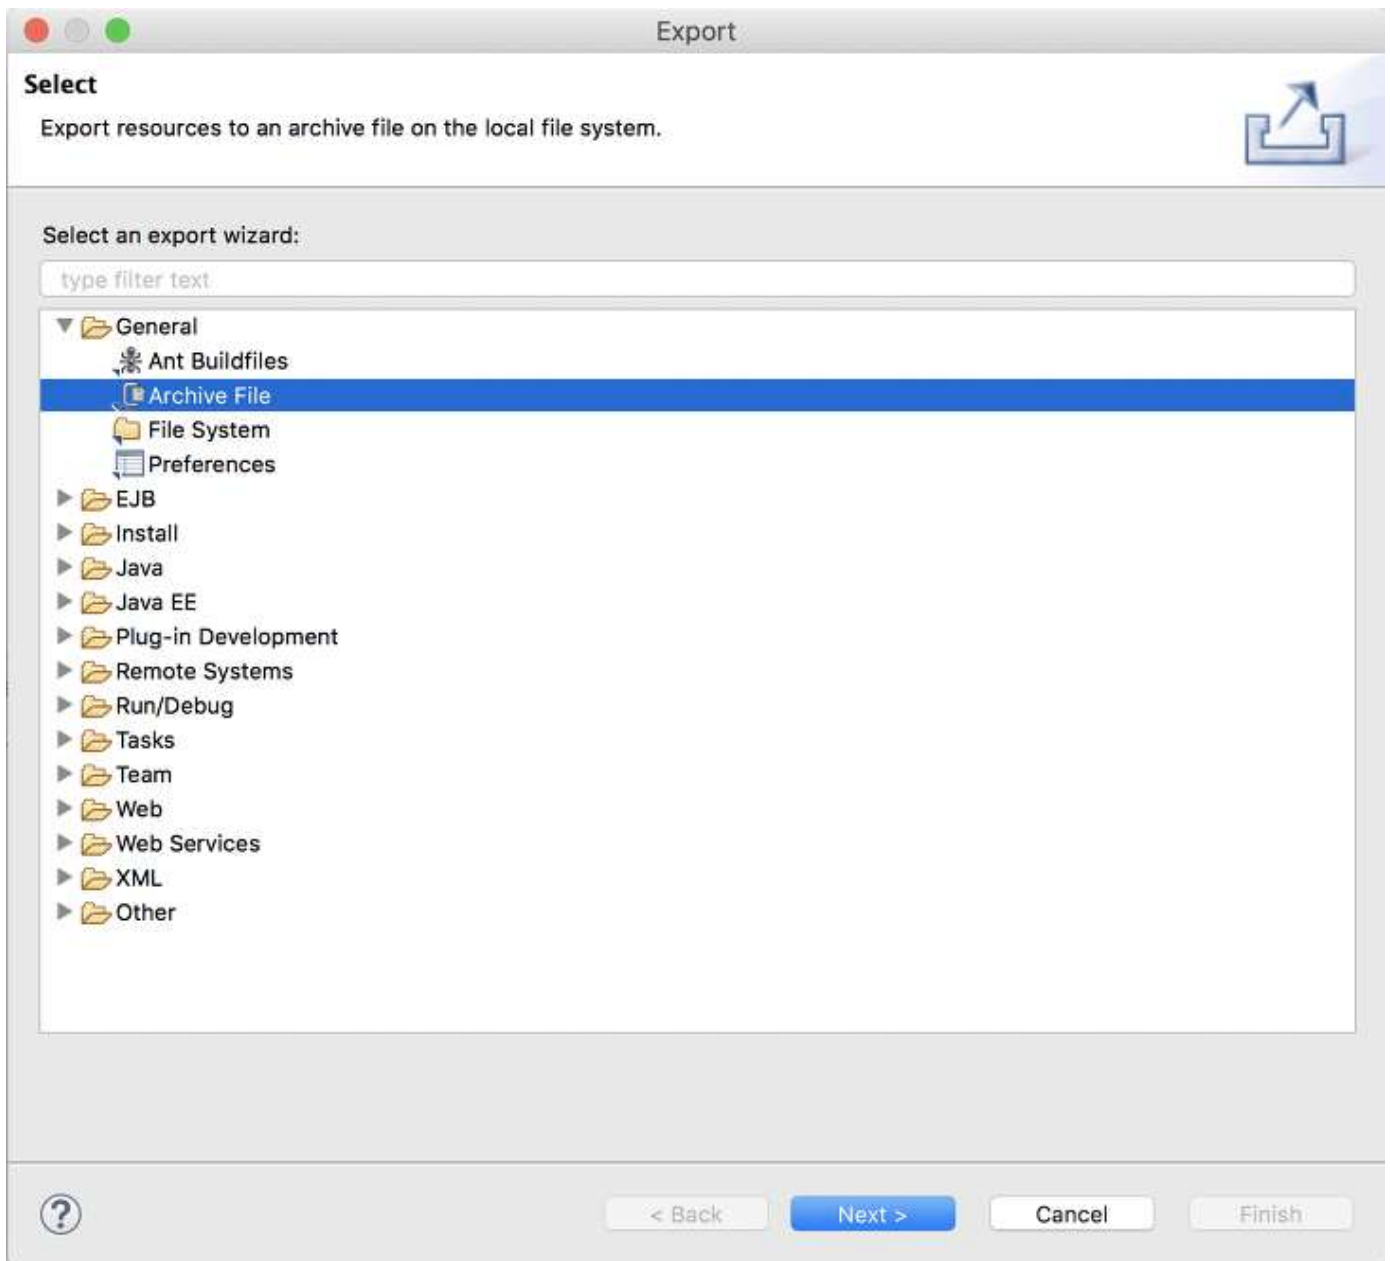 Export
Select
Export resources to an archive file on the local file system.
Select an export wizard:
type filter text
General
Ant Buildfiles
Archive File
File System
Preferences
EJB
Install
Java
Java EE
Plug-in Development
Remote Systems
Run/Debug
Tasks
Team
Web
Web Services
XML
Other
? < Back Next > Cancel Finish